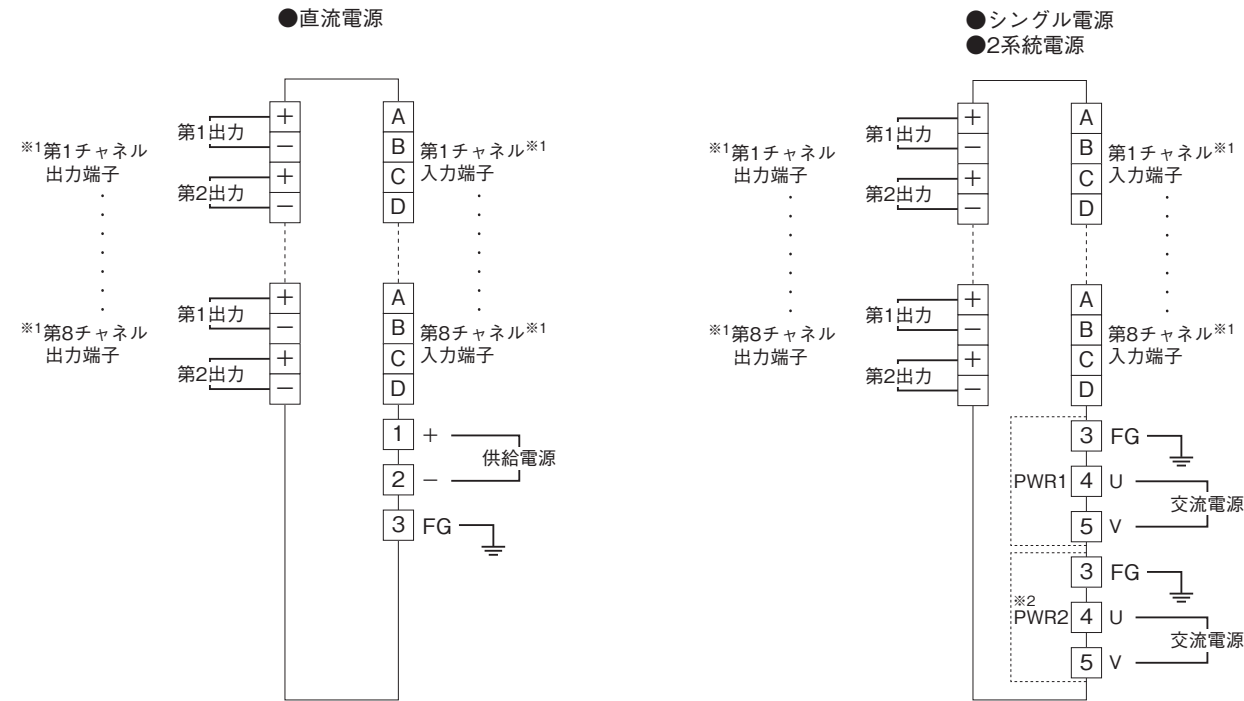 ●直流電源
第1出力
第2出力
※1第1チャネル
出力端子
第1出力
第2出力
※1第8チャネル
出力端子
+
−
+
−
+
−
+
−
A
B
C
D
第1チャネル※1
入力端子
A
B
C
D
第8チャネル※1
入力端子
1 +
2 −
供給電源
3 FG
●シングル電源
●2系統電源
第1出力
第2出力
※1第1チャネル
出力端子
第1出力
第2出力
※1第8チャネル
出力端子
+
−
+
−
+
−
+
−
A
B
C
D
第1チャネル※1
入力端子
A
B
C
D
第8チャネル※1
入力端子
3 FG
PWR1 4 U
交流電源
5 V
3 FG
※2
PWR2 4 U
交流電源
5 V